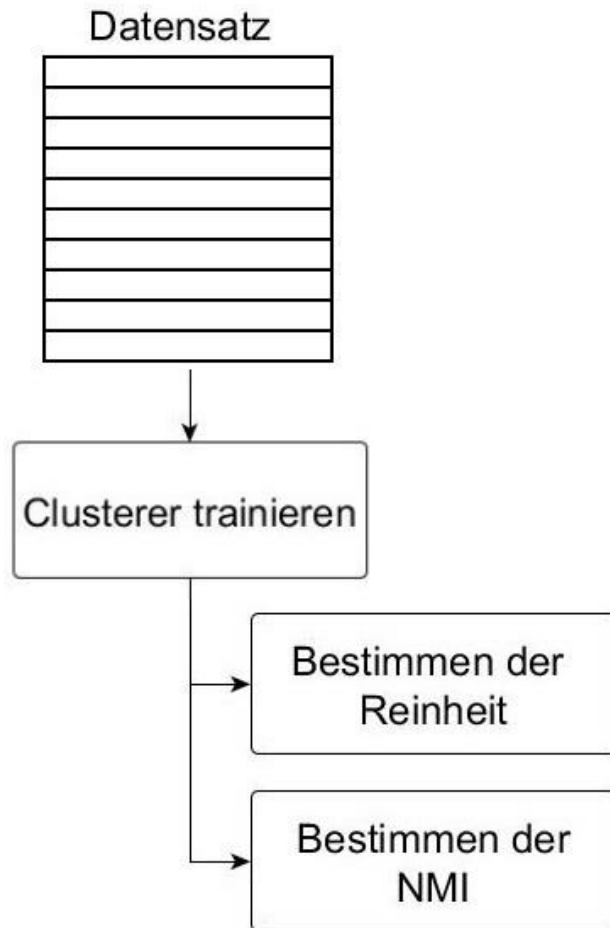 Datensatz
Clusterer trainieren
Bestimmen der
Reinheit
Bestimmen der
NMI